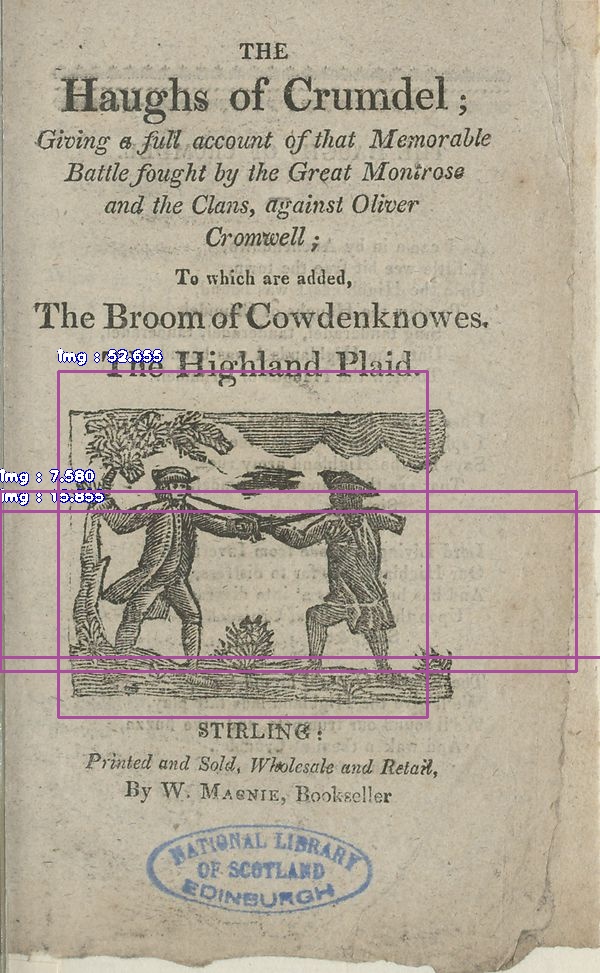 THE
Haughs of Crumdel;
Giving a full account of that Memorable
Battle fought by the Great Montrose
and the Clans, against Oliver
Cromwell;
To which are added,
The Broom of Cowdenknowes.
img : 52.655
The Highland Plaid.
img : 7.580
img : 15.855
STIRLING:
Printed and Sold, Wholesale and Retail,
By W. MACNIE, Bookseller
NATIONAL LIBRARY
OF SCOTLAND
EDINBURGH